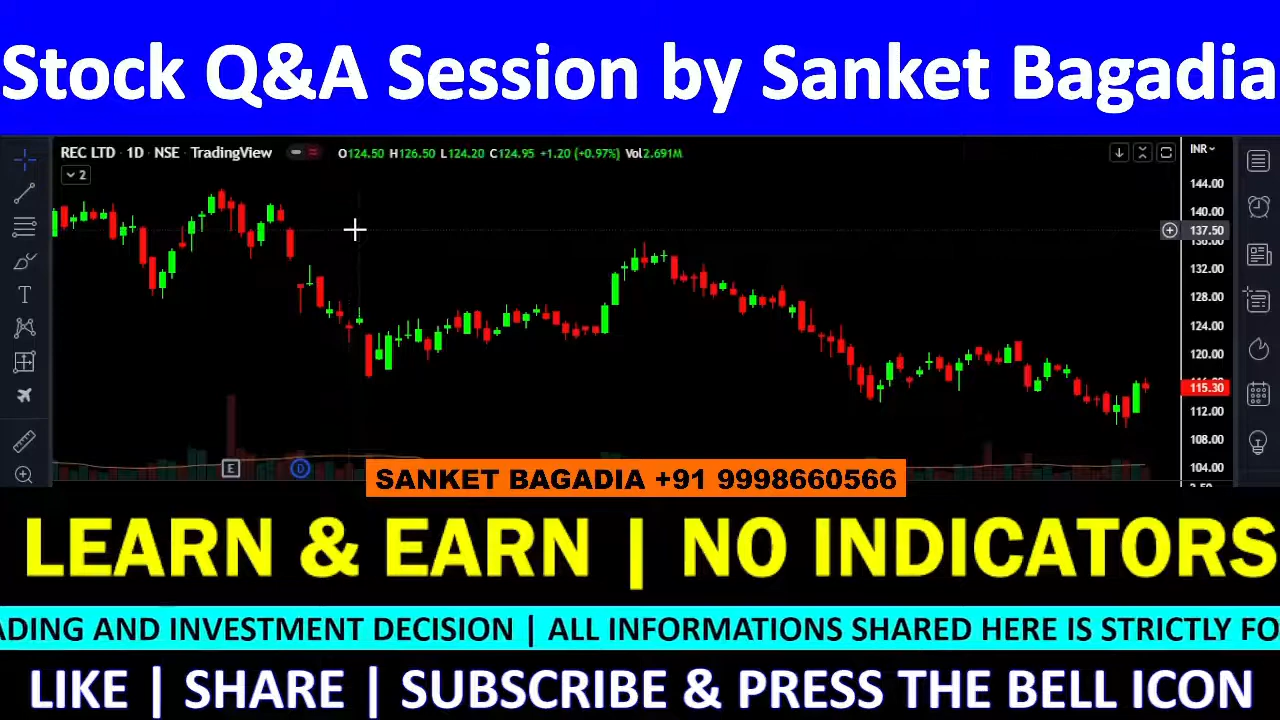 Stock Q&A Session by Sanket Bagadia
REC LTD · 1D · NSE · TradingView O124.50 H126.50 L124.20 C124.95 +1.20 (+0.97%) Vol2.691M
INR
2
144.00
140.00
137.50
132.00
128.00
124.00
120.00
115.30
112.00
108.00
104.00
E D
SANKET BAGADIA +91 9998660566
LEARN & EARN | NO INDICATORS
ADING AND INVESTMENT DECISION | ALL INFORMATIONS SHARED HERE IS STRICTLY FO
LIKE | SHARE | SUBSCRIBE & PRESS THE BELL ICON